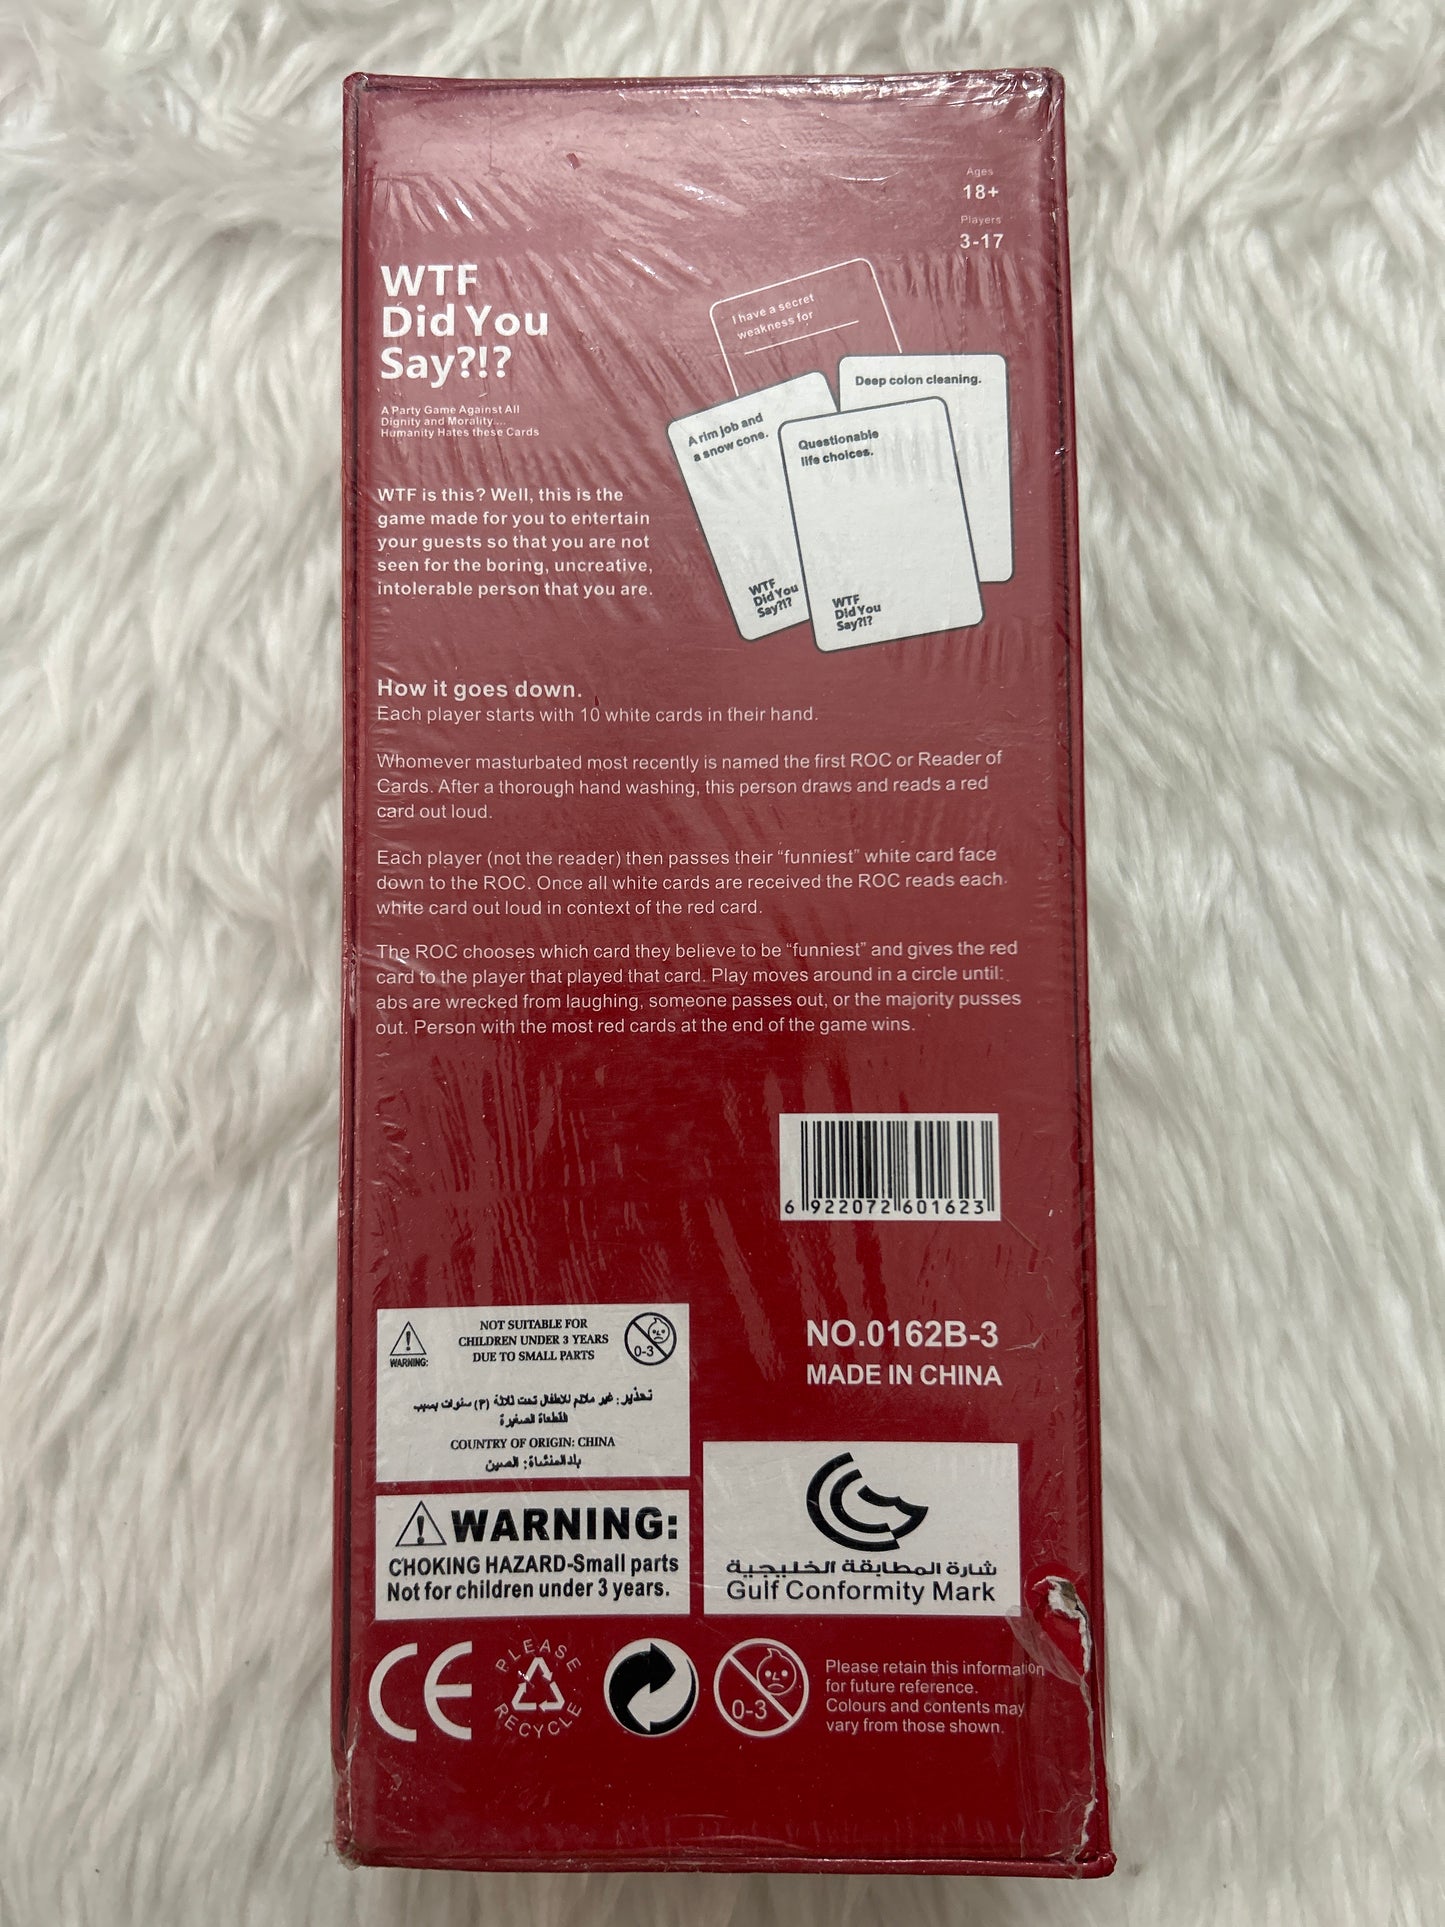 Ages
18+
Players
3-17
WTF
Did You
Say?!?
A Party Game Against All
Dignity and Morality....
Humanity Hates these Cards
I have a secret
weakness for
Deep colon cleaning.
A rim job and
a snow cone.
Questionable
life choices.
WTF
Did You
Say?!?
WTF
Did You
Say?!?
WTF is this? Well, this is the
game made for you to entertain
your guests so that you are not
seen for the boring, uncreative,
intolerable person that you are.
How it goes down.
Each player starts with 10 white cards in their hand.
Whomever masturbated most recently is named the first ROC or Reader of
Cards. After a thorough hand washing, this person draws and reads a red
card out loud.
Each player (not the reader) then passes their “funniest” white card face
down to the ROC. Once all white cards are received the ROC reads each
white card out loud in context of the red card.
The ROC chooses which card they believe to be “funniest” and gives the red
card to the player that played that card. Play moves around in a circle until:
abs are wrecked from laughing, someone passes out, or the majority pusses
out. Person with the most red cards at the end of the game wins.
6 922072 601623
NO.0162B-3
MADE IN CHINA
WARNING:
NOT SUITABLE FOR
CHILDREN UNDER 3 YEARS
DUE TO SMALL PARTS
0-3
تحذير: غير ملائم للاطفال تحت ثلاثة (٣) سنوات بسبب
القطعاة الصغيرة
COUNTRY OF ORIGIN: CHINA
بلد المنشاة: الصين
WARNING:
CHOKING HAZARD-Small parts
Not for children under 3 years.
شارة المطابقة الخليجية
Gulf Conformity Mark
CE
PLEASE
RECYCLE
0-3
Please retain this information
for future reference.
Colours and contents may
vary from those shown.